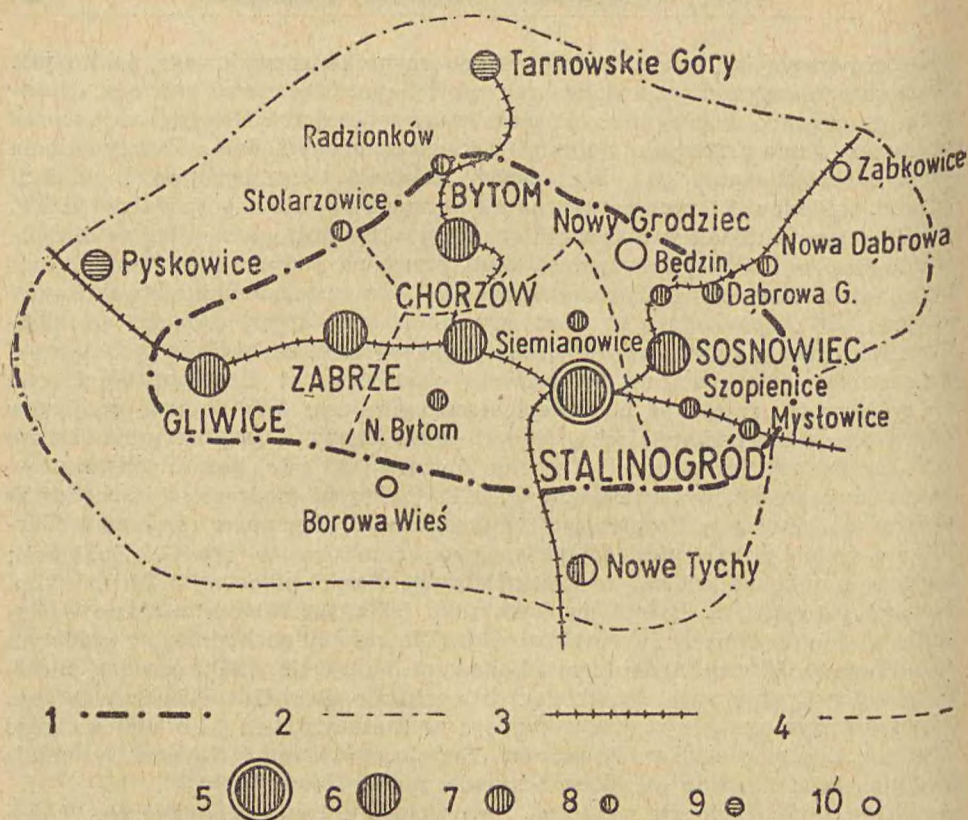 Tarnowskie Góry
Radzionków
BYTOM
Ząbkowice
Stolarzowice
Nowy Grodziec
Nowa Dąbrowa
Pyskowice
Będzin
CHORZÓW
Dąbrowa G.
Siemianowice
SOSNOWIEC
ZABRZE
Szopienice
GLIWICE
N. Bytom
Mysłowice
STALINOGRÓD
Borowa Wieś
Nowe Tychy
1 2 3 4
5 6 7 8 9 10